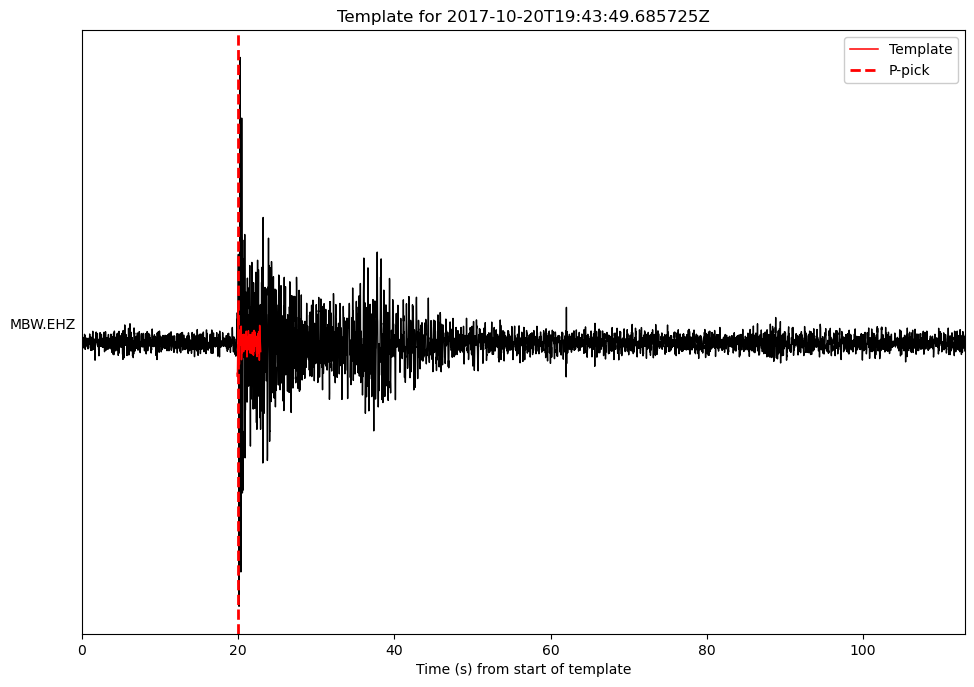 Template for 2017-10-20T19:43:49.685725Z
Template
P-pick
MBW.EHZ
0 20 40 60 80 100
Time (s) from start of template